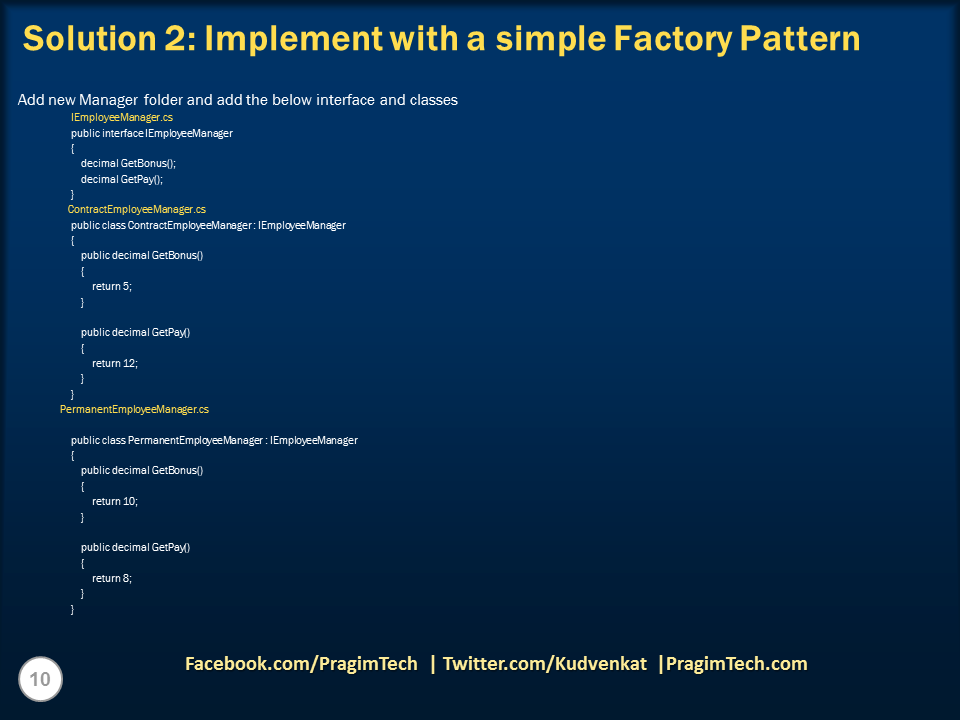 Solution 2: Implement with a simple Factory Pattern
Add new Manager folder and add the below interface and classes
IEmployeeManager.cs
public interface IEmployeeManager
{
decimal GetBonus();
decimal GetPay();
}
ContractEmployeeManager.cs
public class ContractEmployeeManager : IEmployeeManager
{
public decimal GetBonus()
{
return 5;
}
public decimal GetPay()
{
return 12;
}
}
PermanentEmployeeManager.cs
public class PermanentEmployeeManager : IEmployeeManager
{
public decimal GetBonus()
{
return 10;
}
public decimal GetPay()
{
return 8;
}
}
Facebook.com/PragimTech | Twitter.com/Kudvenkat |PragimTech.com
10